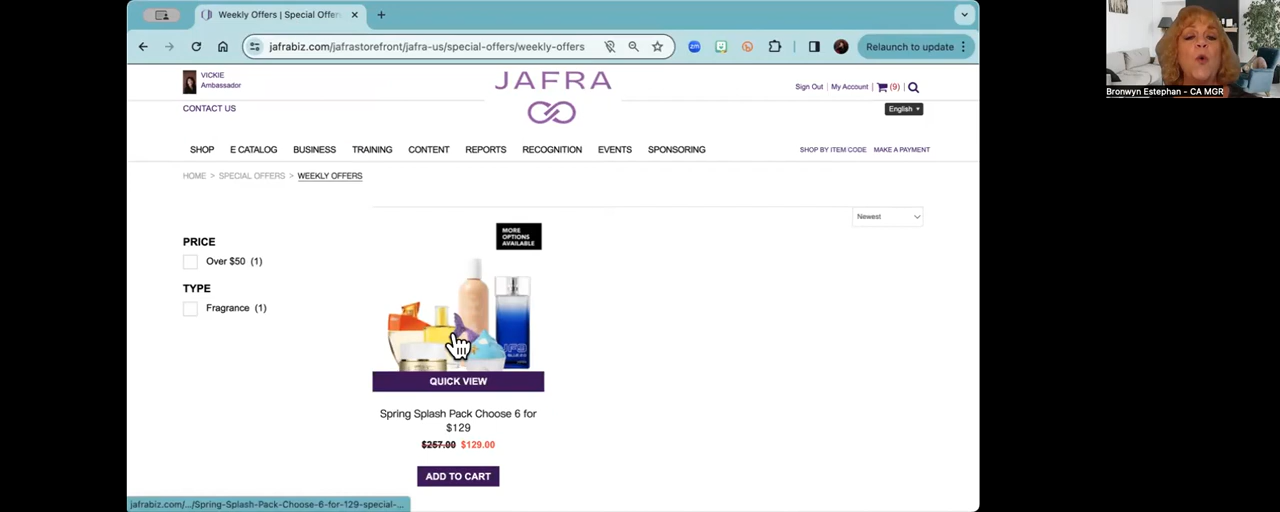 Weekly Offers | Special Offer
jafrabiz.com/jafrastorefront/jafra-us/special-offers/weekly-offers
Relaunch to update
VICKIE
Ambassador
CONTACT US
JAFRA
Sign Out | My Account | (9)
English
SHOP E CATALOG BUSINESS TRAINING CONTENT REPORTS RECOGNITION EVENTS SPONSORING SHOP BY ITEM CODE MAKE A PAYMENT
HOME > SPECIAL OFFERS > WEEKLY OFFERS
Newest
PRICE
Over $50 (1)
TYPE
Fragrance (1)
MORE
OPTIONS
AVAILABLE
QUICK VIEW
Spring Splash Pack Choose 6 for
$129
$257.00 $129.00
ADD TO CART
jafrabiz.com/.../Spring-Splash-Pack-Choose-6-for-129-special-...
Bronwyn Estephan - CA MGR